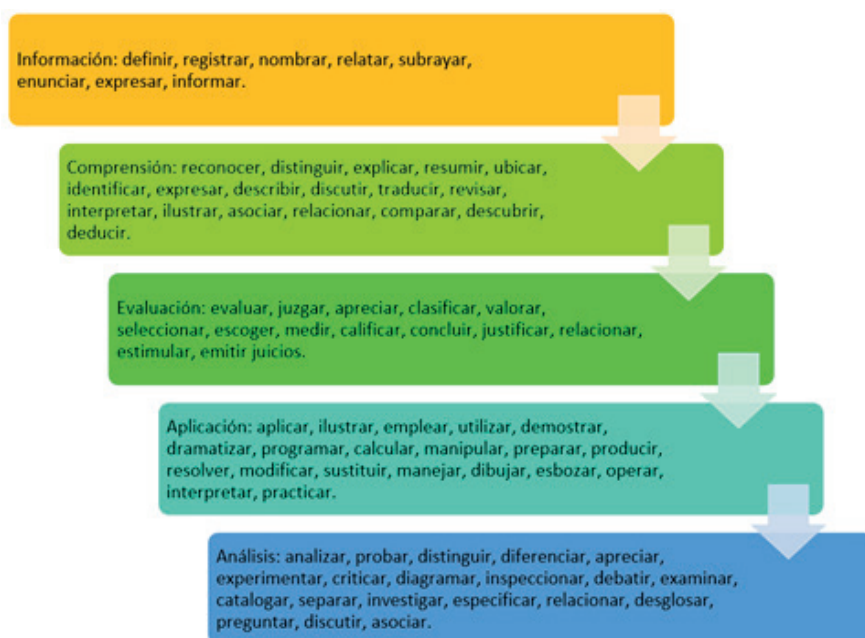 Información: definir, registrar, nombrar, relatar, subrayar,
enunciar, expresar, informar.
Comprensión: reconocer, distinguir, explicar, resumir, ubicar,
identificar, expresar, describir, discutir, traducir, revisar,
interpretar, ilustrar, asociar, relacionar, comparar, descubrir,
deducir.
Evaluación: evaluar, juzgar, apreciar, clasificar, valorar,
seleccionar, escoger, medir, calificar, concluir, justificar, relacionar,
estimular, emitir juicios.
Aplicación: aplicar, ilustrar, emplear, utilizar, demostrar,
dramatizar, programar, calcular, manipular, preparar, producir,
resolver, modificar, sustituir, manejar, dibujar, esbozar, operar,
interpretar, practicar.
Análisis: analizar, probar, distinguir, diferenciar, apreciar,
experimentar, criticar, diagramar, inspeccionar, debatir, examinar,
catalogar, separar, investigar, especificar, relacionar, desglosar,
preguntar, discutir, asociar.